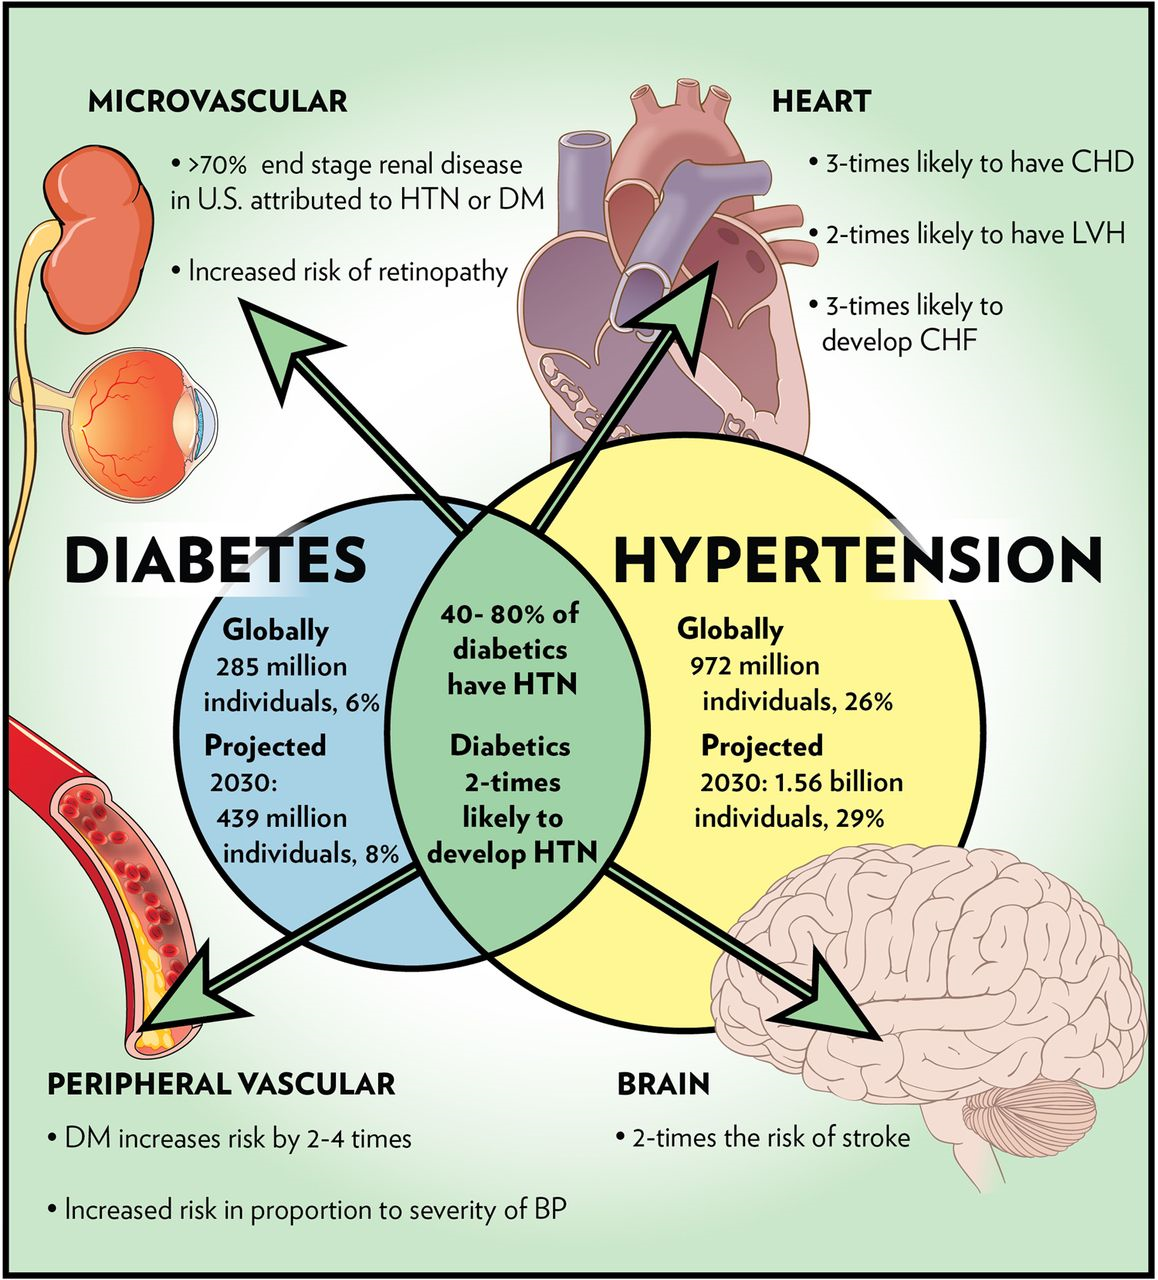 MICROVASCULAR
• >70% end stage renal disease
in U.S. attributed to HTN or DM
• Increased risk of retinopathy
HEART
• 3-times likely to have CHD
• 2-times likely to have LVH
• 3-times likely to
develop CHF
DIABETES
Globally
285 million
individuals, 6%
Projected
2030:
439 million
individuals, 8%
40- 80% of
diabetics
have HTN
Diabetics
2-times
likely to
develop HTN
HYPERTENSION
Globally
972 million
individuals, 26%
Projected
2030: 1.56 billion
individuals, 29%
PERIPHERAL VASCULAR
• DM increases risk by 2-4 times
• Increased risk in proportion to severity of BP
BRAIN
• 2-times the risk of stroke